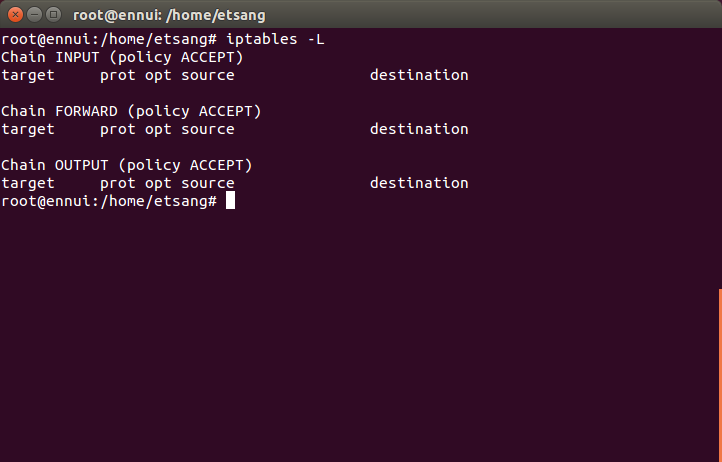 root@ennui: /home/etsang
root@ennui:/home/etsang# iptables -L
Chain INPUT (policy ACCEPT)
target     prot opt source               destination

Chain FORWARD (policy ACCEPT)
target     prot opt source               destination

Chain OUTPUT (policy ACCEPT)
target     prot opt source               destination
root@ennui:/home/etsang#